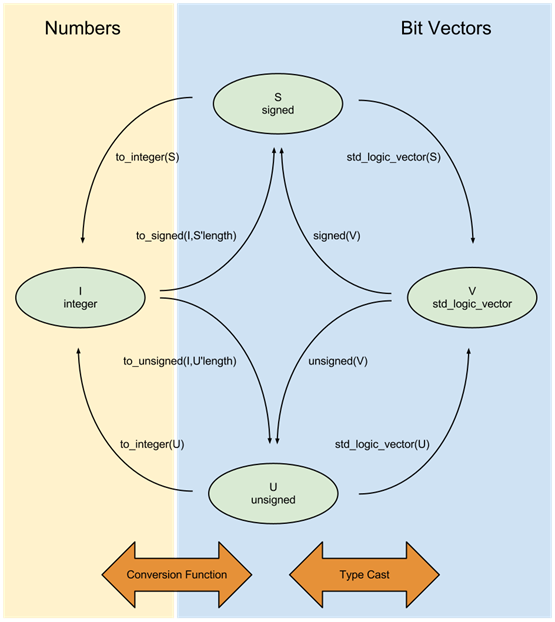 Numbers
Bit Vectors
S
signed
to_integer(S)
std_logic_vector(S)
to_signed(I,S'length)
signed(V)
I
integer
V
std_logic_vector
to_unsigned(I,U'length)
unsigned(V)
to_integer(U)
std_logic_vector(U)
U
unsigned
Conversion Function
Type Cast